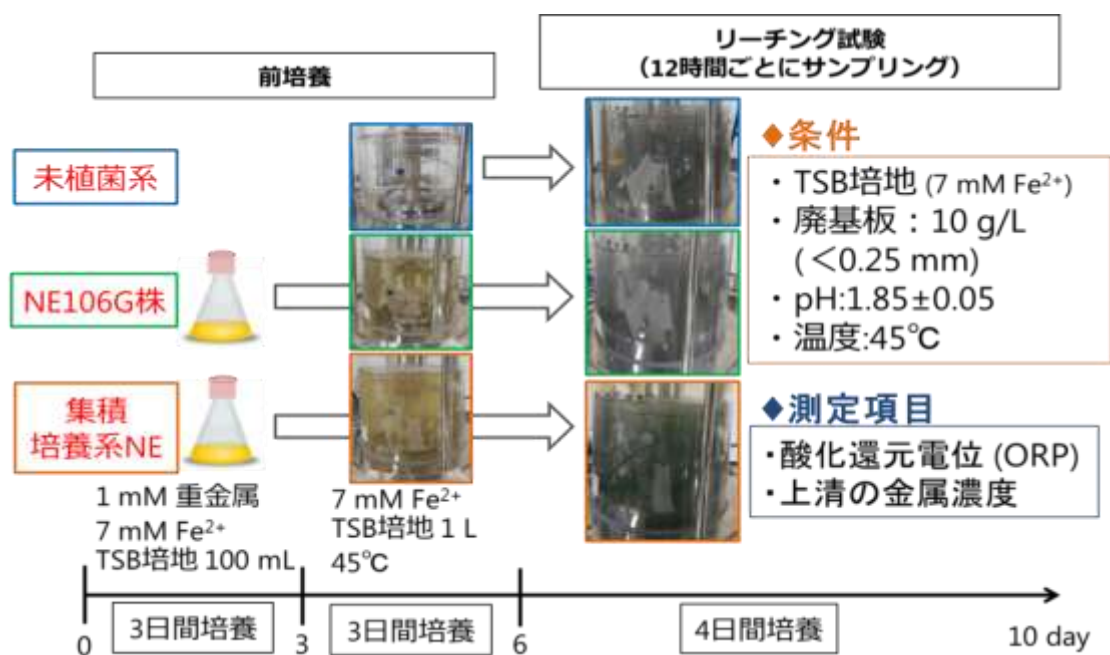 リーチング試験
（12時間ごとにサンプリング）
前培養
未植菌系
NE106G株
集積
培養系NE
◆条件
・TSB培地 (7 mM Fe²⁺)
・廃基板：10 g/L
(＜0.25 mm)
・pH:1.85±0.05
・温度:45℃
◆測定項目
・酸化還元電位 (ORP)
・上清の金属濃度
1 mM 重金属
7 mM Fe²⁺
TSB培地 100 mL
7 mM Fe²⁺
TSB培地 1 L
45℃
0
3日間培養
3
3日間培養
6
4日間培養
10 day